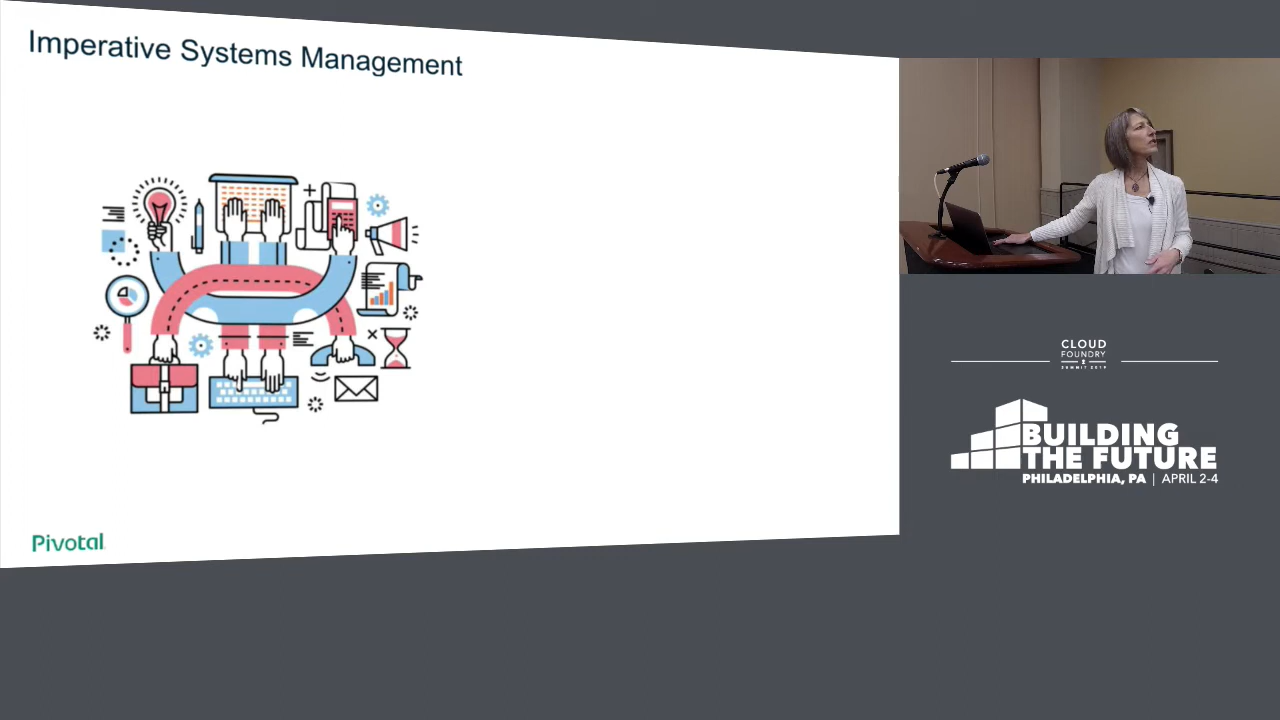 Imperative Systems Management
Pivotal
CLOUD
FOUNDRY
SUMMIT 2019
BUILDING
THE FUTURE
PHILADELPHIA, PA | APRIL 2-4